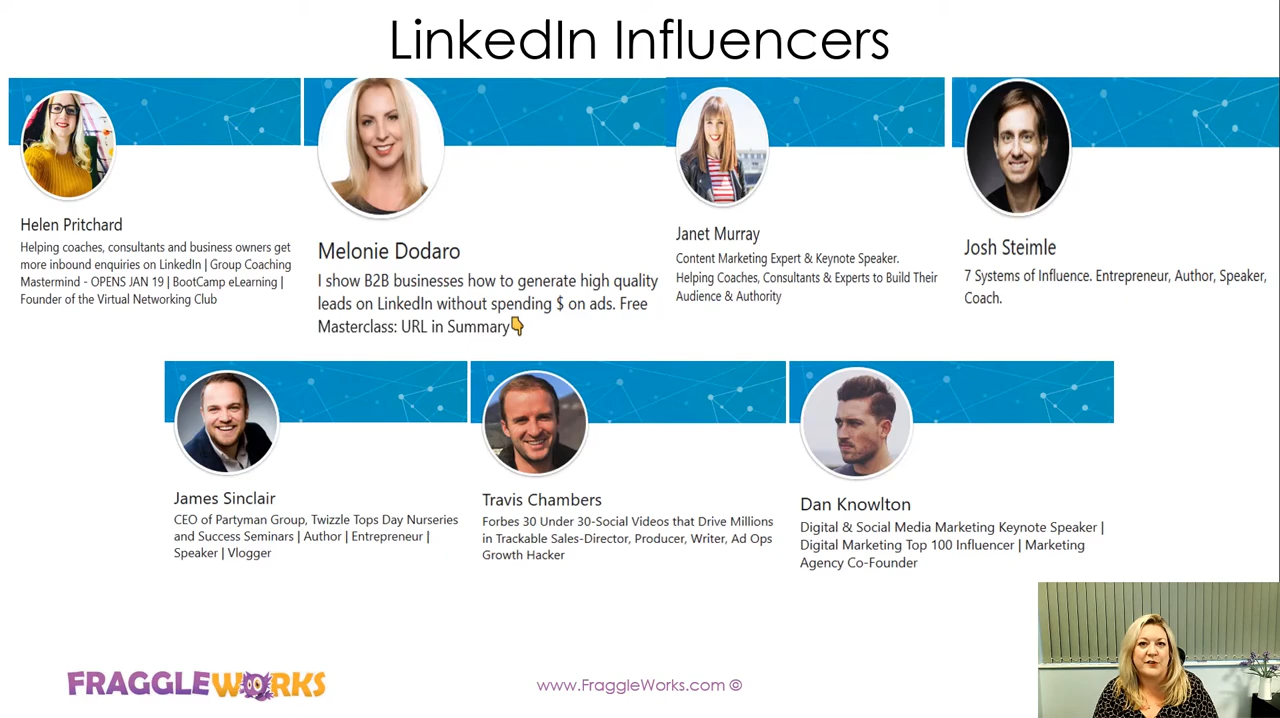 LinkedIn Influencers
Helen Pritchard
Helping coaches, consultants and business owners get
more inbound enquiries on LinkedIn | Group Coaching
Mastermind - OPENS JAN 19 | BootCamp eLearning |
Founder of the Virtual Networking Club
Melonie Dodaro
I show B2B businesses how to generate high quality
leads on LinkedIn without spending $ on ads. Free
Masterclass: URL in Summary👇
Janet Murray
Content Marketing Expert & Keynote Speaker.
Helping Coaches, Consultants & Experts to Build Their
Audience & Authority
Josh Steimle
7 Systems of Influence. Entrepreneur, Author, Speaker,
Coach.
James Sinclair
CEO of Partyman Group, Twizzle Tops Day Nurseries
and Success Seminars | Author | Entrepreneur |
Speaker | Vlogger
Travis Chambers
Forbes 30 Under 30-Social Videos that Drive Millions
in Trackable Sales-Director, Producer, Writer, Ad Ops
Growth Hacker
Dan Knowlton
Digital & Social Media Marketing Keynote Speaker |
Digital Marketing Top 100 Influencer | Marketing
Agency Co-Founder
FRAGGLEWORKS
www.FraggleWorks.com ©